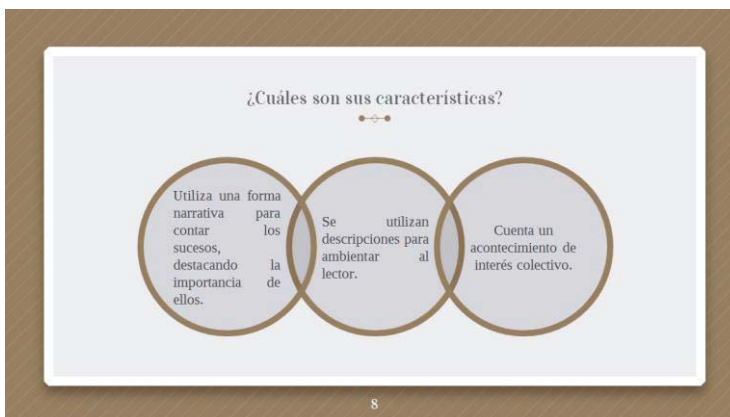 ¿Cuáles son sus características?
Utiliza una forma
narrativa para
contar los
sucesos,
destacando la
importancia de
ellos.
Se utilizan
descripciones para
ambientar al
lector.
Cuenta un
acontecimiento de
interés colectivo.
8